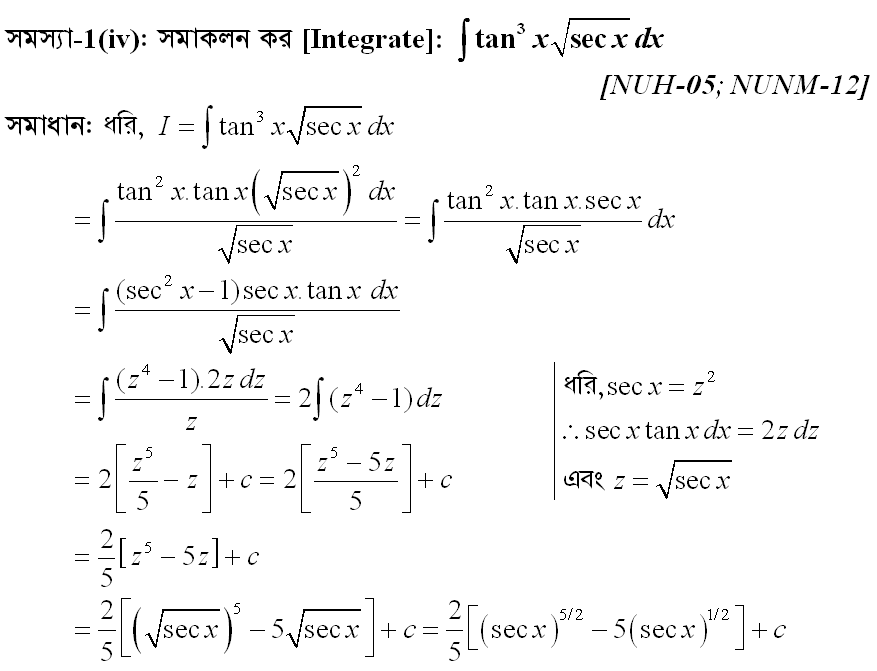 সমস্যা-1(iv): সমাকলন কর [Integrate]: ∫ tan³ x√(sec x) dx
[NUH-05; NUNM-12]
সমাধান: ধরি, I = ∫ tan³ x√(sec x) dx
= ∫ (tan² x.tan x(√(sec x))² dx)/√(sec x) = ∫ (tan² x.tan x.sec x)/√(sec x) dx
= ∫ ((sec² x−1)sec x.tan x dx)/√(sec x)
= ∫ ((z⁴ −1).2z dz)/z = 2∫(z⁴ −1)dz
ধরি, sec x = z²
∴ sec x tan x dx = 2z dz
= 2[z⁵/5 − z] + c = 2[(z⁵ − 5z)/5] + c
এবং z = √(sec x)
= 2/5[z⁵ − 5z] + c
= 2/5[(√(sec x))⁵ − 5√(sec x)] + c = 2/5[(sec x)^(5/2) − 5(sec x)^(1/2)] + c